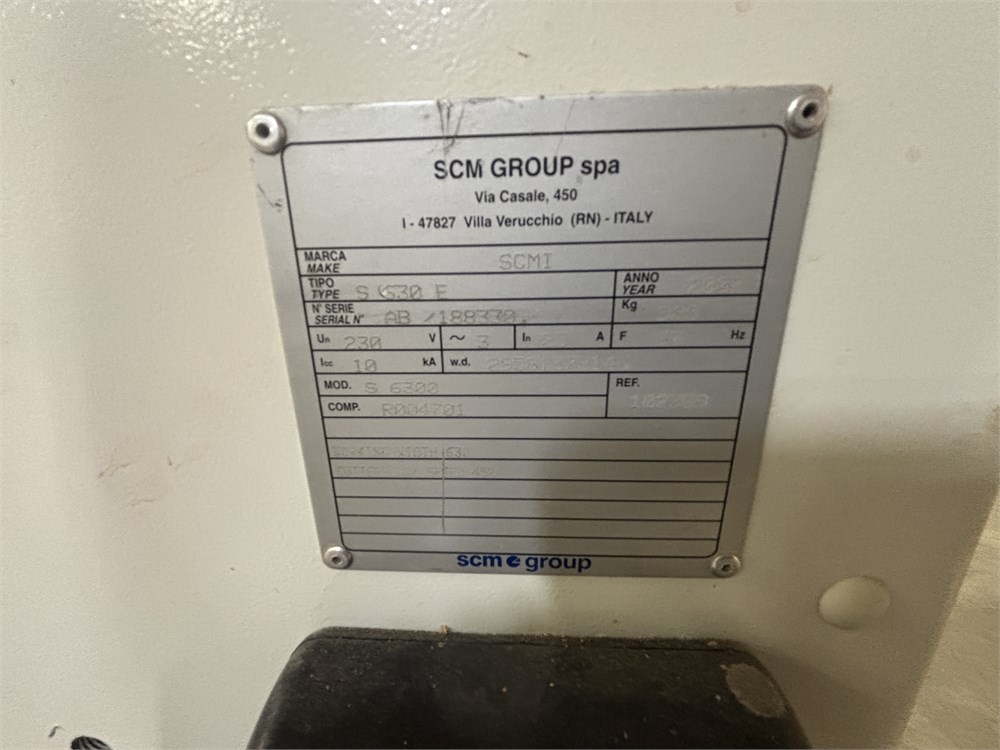 SCM GROUP spa
Via Casale, 450
I - 47827 Villa Verucchio (RN) - ITALY
MARCA
MAKE
SCMI
TIPO
TYPE S 630 E
ANNO
YEAR
N° SERIE
SERIAL N° AB /188330
Kg
Un 230 V ~ 3 In A F Hz
Icc 10 kA w.d.
MOD. S 6300
REF.
COMP. R004701
WIDTH 630
scm group